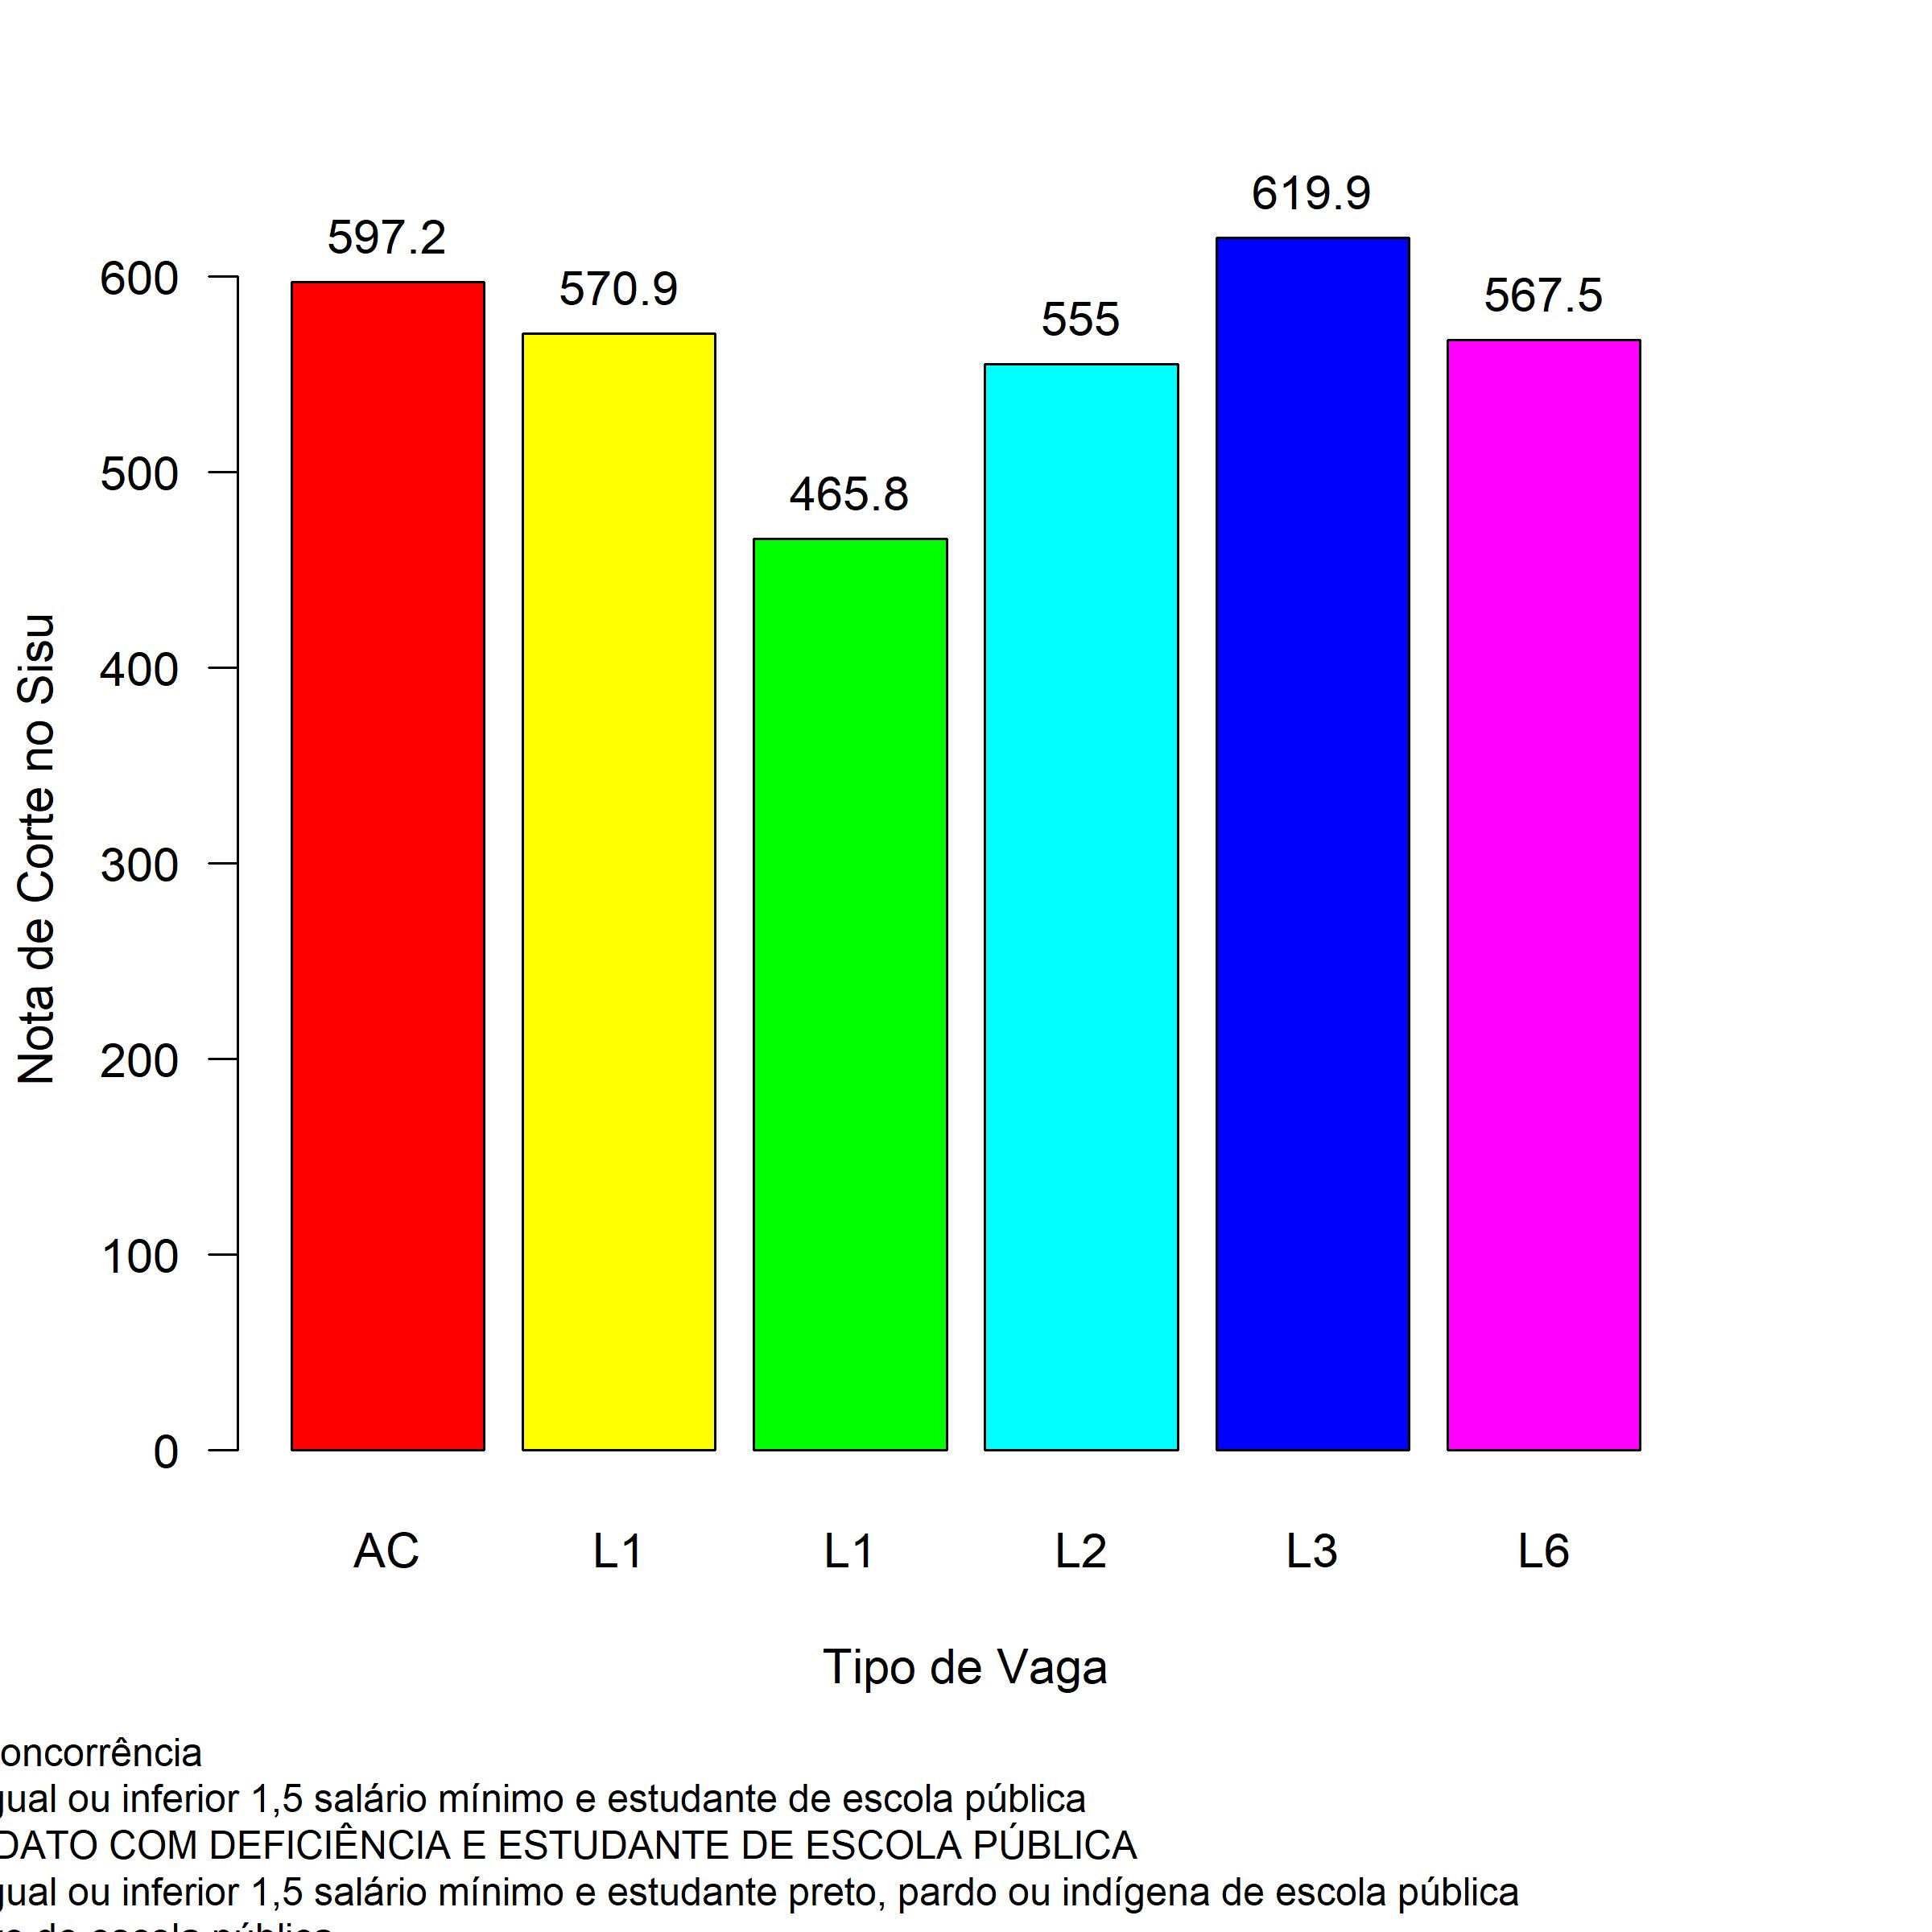 619.9
597.2
570.9
567.5
555
465.8
600
500
400
300
200
100
0
Nota de Corte no Sisu
AC L1 L1 L2 L3 L6
Tipo de Vaga
oncorrência
gual ou inferior 1,5 salário mínimo e estudante de escola pública
DATO COM DEFICIÊNCIA E ESTUDANTE DE ESCOLA PÚBLICA
gual ou inferior 1,5 salário mínimo e estudante preto, pardo ou indígena de escola pública
de escola pública